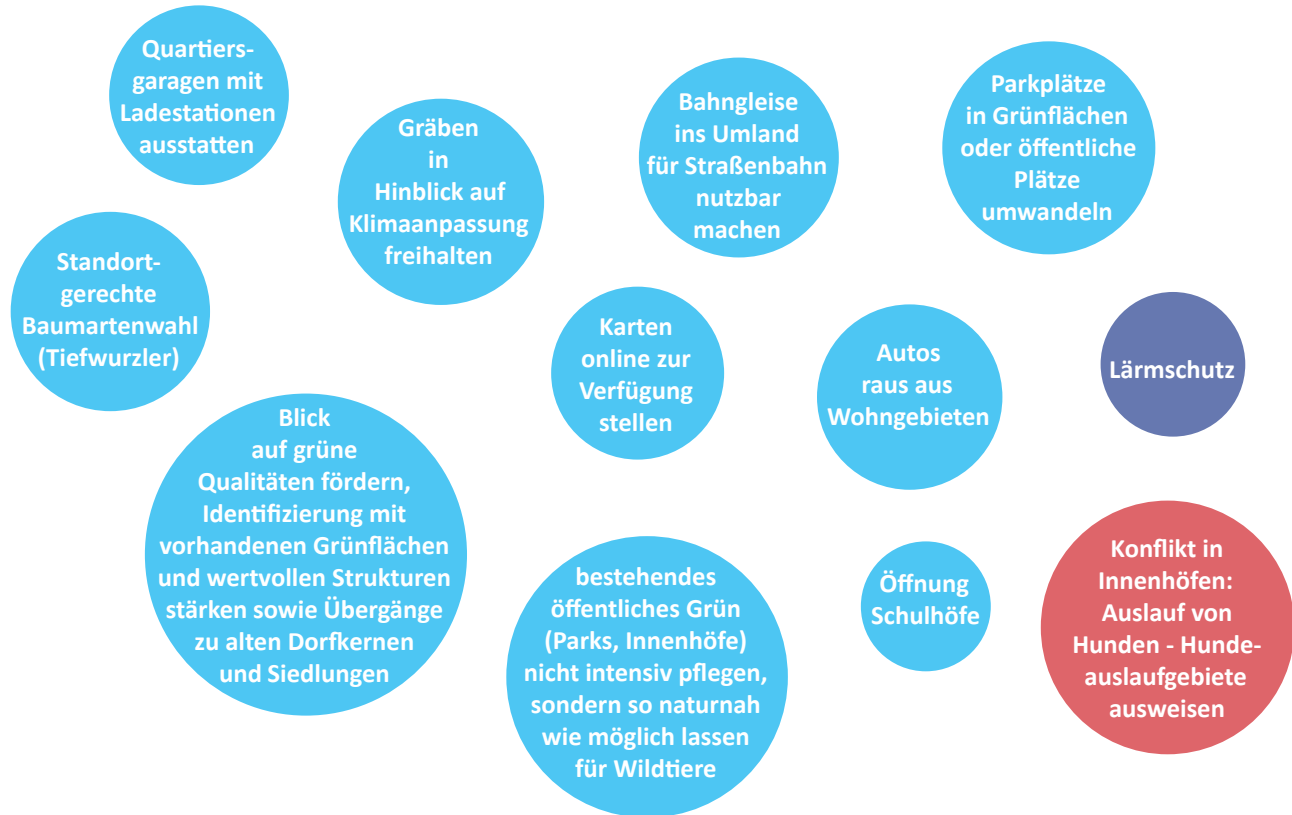 Quartiers-
garagen mit
Ladestationen
ausstatten
Gräben
in
Hinblick auf
Klimaanpassung
freihalten
Bahngleise
ins Umland
für Straßenbahn
nutzbar
machen
Parkplätze
in Grünflächen
oder öffentliche
Plätze
umwandeln
Standort-
gerechte
Baumartenwahl
(Tiefwurzler)
Karten
online zur
Verfügung
stellen
Autos
raus aus
Wohngebieten
Lärmschutz
Blick
auf grüne
Qualitäten fördern,
Identifizierung mit
vorhandenen Grünflächen
und wertvollen Strukturen
stärken sowie Übergänge
zu alten Dorfkernen
und Siedlungen
bestehendes
öffentliches Grün
(Parks, Innenhöfe)
nicht intensiv pflegen,
sondern so naturnah
wie möglich lassen
für Wildtiere
Öffnung
Schulhöfe
Konflikt in
Innenhöfen:
Auslauf von
Hunden - Hunde-
auslaufgebiete
ausweisen